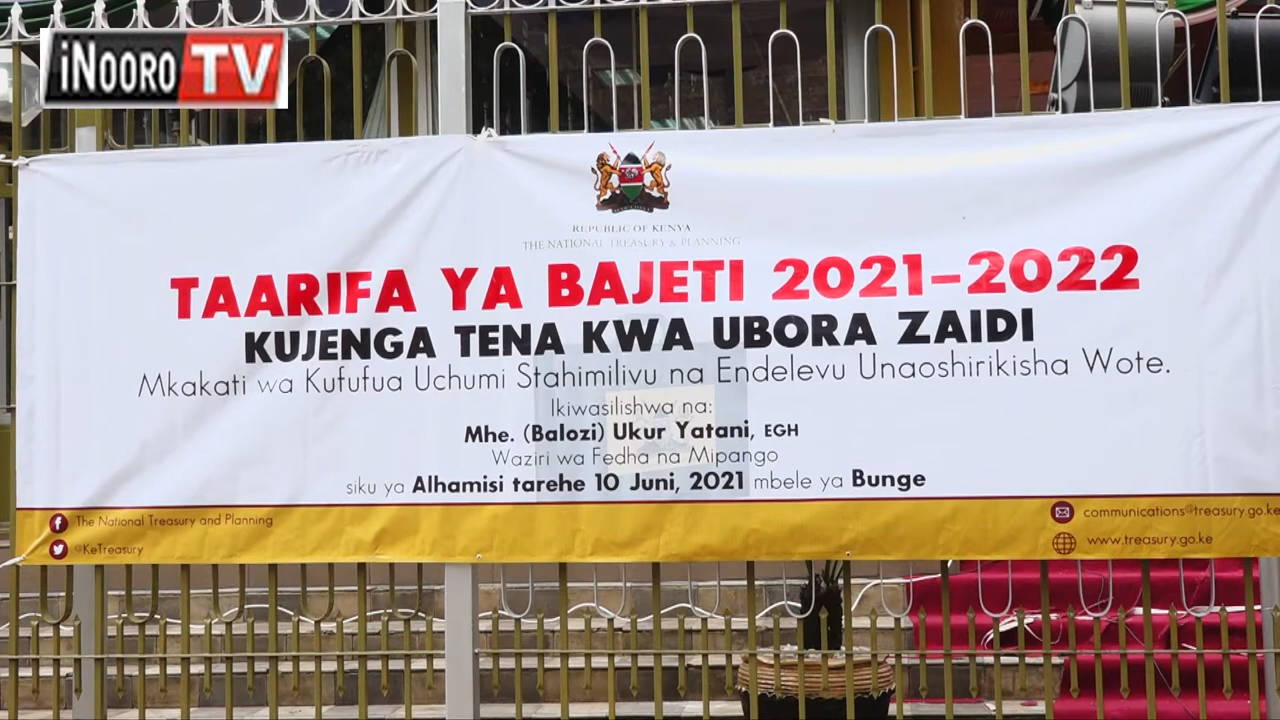 iNOORO TV
REPUBLIC OF KENYA
THE NATIONAL TREASURY & PLANNING
TAARIFA YA BAJETI 2021-2022
KUJENGA TENA KWA UBORA ZAIDI
Mkakati wa Kufufua Uchumi Stahimilivu na Endelevu Unaoshirikisha Wote.
Ikiwasilishwa na:
Mhe. (Balozi) Ukur Yatani, EGH
Waziri wa Fedha na Mipango
siku ya Alhamisi tarehe 10 Juni, 2021 mbele ya Bunge
The National Treasury and Planning
@KeTreasury
communications@treasury.go.ke
www.treasury.go.ke